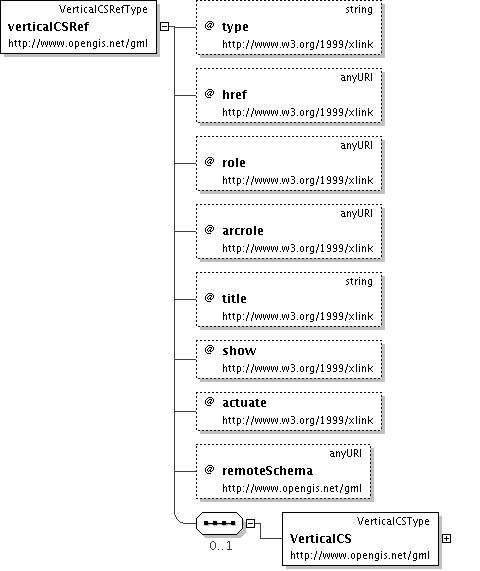 VerticalCSRefType
verticalCSRef
http://www.opengis.net/gml
string
@ type
http://www.w3.org/1999/xlink
anyURI
@ href
http://www.w3.org/1999/xlink
anyURI
@ role
http://www.w3.org/1999/xlink
anyURI
@ arcrole
http://www.w3.org/1999/xlink
string
@ title
http://www.w3.org/1999/xlink
@ show
http://www.w3.org/1999/xlink
@ actuate
http://www.w3.org/1999/xlink
anyURI
@ remoteSchema
http://www.opengis.net/gml
0..1
VerticalCSType
VerticalCS
http://www.opengis.net/gml